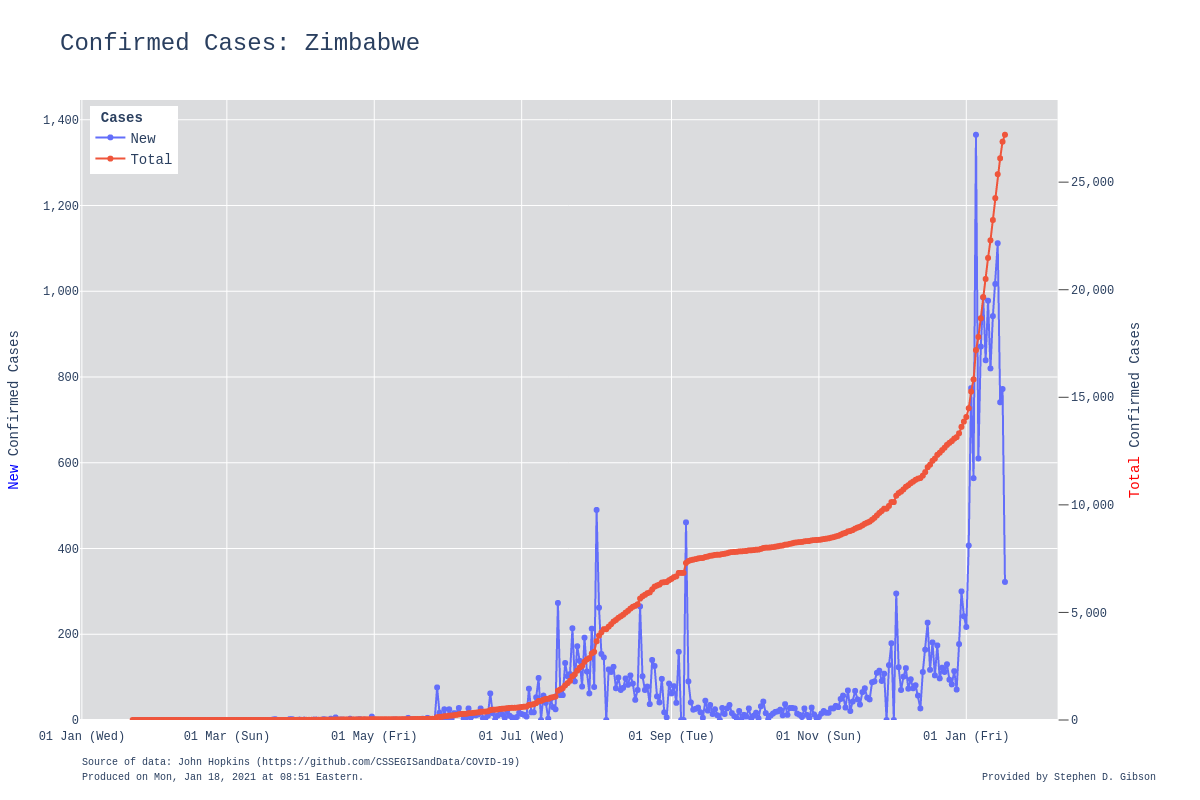 Confirmed Cases: Zimbabwe
Cases
New
Total
1,400
1,200
1,000
800
600
400
200
0
25,000
20,000
15,000
10,000
5,000
0
New Confirmed Cases
Total Confirmed Cases
01 Jan (Wed) 01 Mar (Sun) 01 May (Fri) 01 Jul (Wed) 01 Sep (Tue) 01 Nov (Sun) 01 Jan (Fri)
Source of data: John Hopkins (https://github.com/CSSEGISandData/COVID-19)
Produced on Mon, Jan 18, 2021 at 08:51 Eastern.
Provided by Stephen D. Gibson